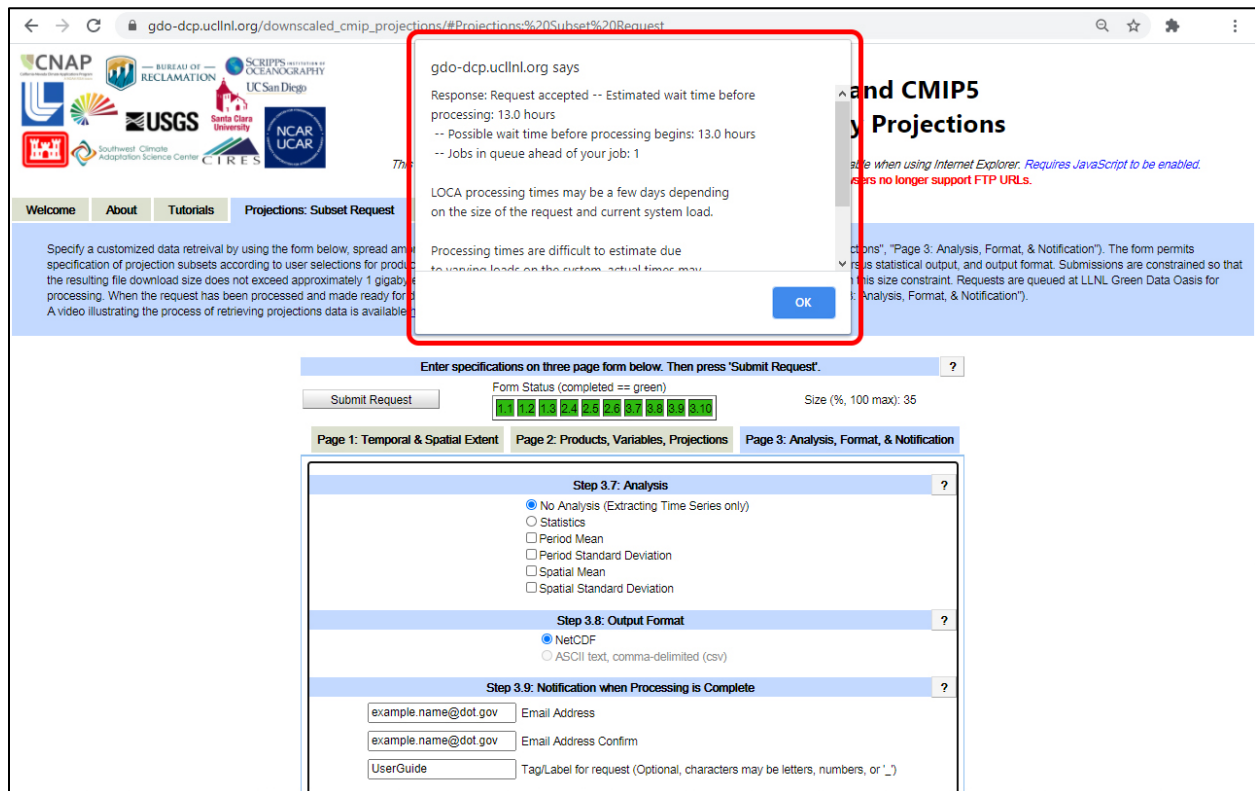 gdo-dcp.ucllnl.org/downscaled_cmip_projections/#Projections:%20Subset%20Request
CNAP
BUREAU OF
RECLAMATION
SCRIPPS INSTITUTION OF
OCEANOGRAPHY
UC San Diego
USGS
Santa Clara
University
NCAR
UCAR
Southwest Climate
Adaptation Science Center
CIRES
and CMIP5
y Projections
This
able when using Internet Explorer. Requires JavaScript to be enabled.
sers no longer support FTP URLs.
gdo-dcp.ucllnl.org says
Response: Request accepted -- Estimated wait time before
processing: 13.0 hours
-- Possible wait time before processing begins: 13.0 hours
-- Jobs in queue ahead of your job: 1
LOCA processing times may be a few days depending
on the size of the request and current system load.
Processing times are difficult to estimate due
to varying loads on the system, actual times may
OK
Welcome About Tutorials Projections: Subset Request
Specify a customized data retreival by using the form below, spread amo ctions", "Page 3: Analysis, Format, & Notification"). The form permits
specification of projection subsets according to user selections for produc rsus statistical output, and output format. Submissions are constrained so that
the resulting file download size does not exceed approximately 1 gigabyte this size constraint. Requests are queued at LLNL Green Data Oasis for
processing. When the request has been processed and made ready for d : Analysis, Format, & Notification").
A video illustrating the process of retrieving projections data is available
Enter specifications on three page form below. Then press 'Submit Request'. ?
Submit Request
Form Status (completed == green)
1.1 1.2 1.3 2.4 2.5 2.6 3.7 3.8 3.9 3.10
Size (%, 100 max): 35
Page 1: Temporal & Spatial Extent Page 2: Products, Variables, Projections Page 3: Analysis, Format, & Notification
Step 3.7: Analysis ?
No Analysis (Extracting Time Series only)
Statistics
Period Mean
Period Standard Deviation
Spatial Mean
Spatial Standard Deviation
Step 3.8: Output Format ?
NetCDF
ASCII text, comma-delimited (csv)
Step 3.9: Notification when Processing is Complete ?
example.name@dot.gov Email Address
example.name@dot.gov Email Address Confirm
UserGuide Tag/Label for request (Optional, characters may be letters, numbers, or '_')